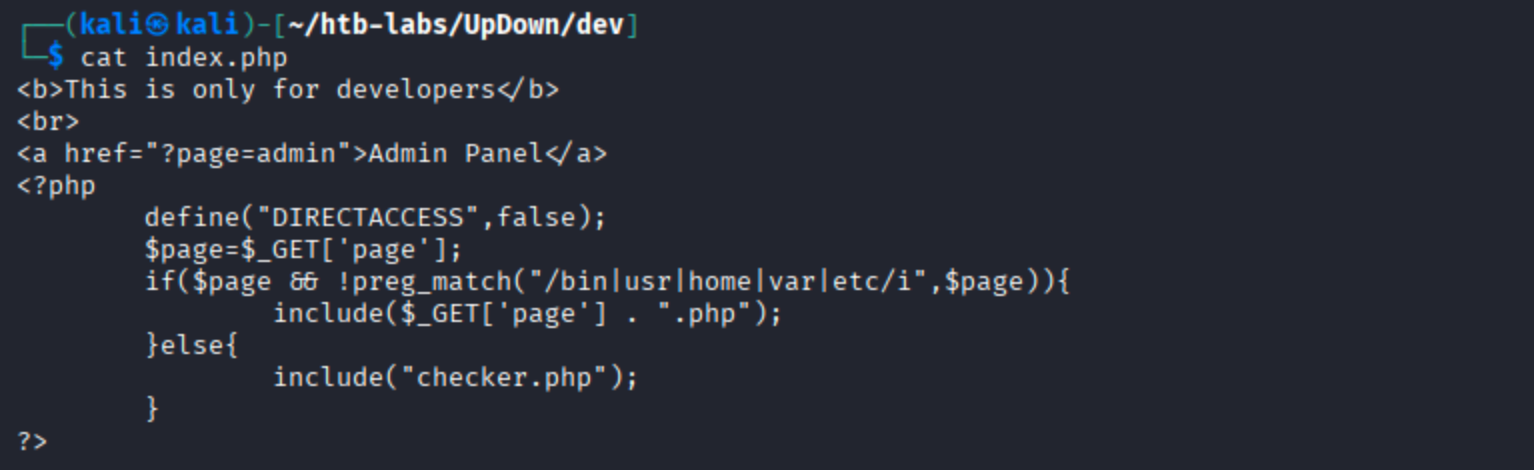 ┌──(kali㉿kali)-[~/htb-labs/UpDown/dev]
└─$ cat index.php
<b>This is only for developers</b>
<br>
<a href="?page=admin">Admin Panel</a>
<?php
        define("DIRECTACCESS",false);
        $page=$_GET['page'];
        if($page && !preg_match("/bin|usr|home|var|etc/i",$page)){
                include($_GET['page'] . ".php");
        }else{
                include("checker.php");
        }
?>